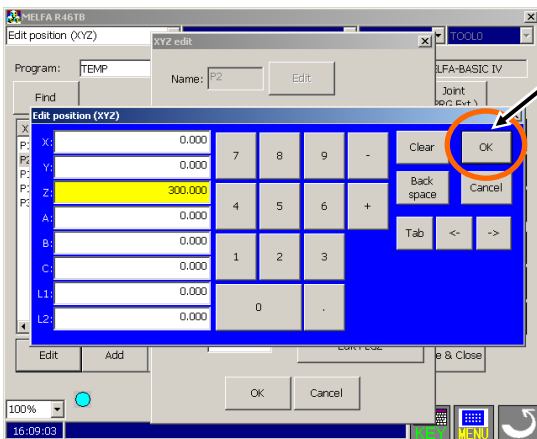 MELFA R46TB
Edit position (XYZ)
XYZ edit
TOOL0
Program: TEMP
Name: P2
Edit
ELFA-BASIC IV
Find
Joint
PRG Ext.)
Edit position (XYZ)
X: 0.000
Y: 0.000
Z: 300.000
A: 0.000
B: 0.000
C: 0.000
L1: 0.000
L2: 0.000
7 8 9 -
4 5 6 +
1 2 3
0 .
Clear OK
Back
space
Cancel
Tab <- ->
Edit
Add
e & Close
OK
Cancel
100%
16:09:03
KEY
MENU